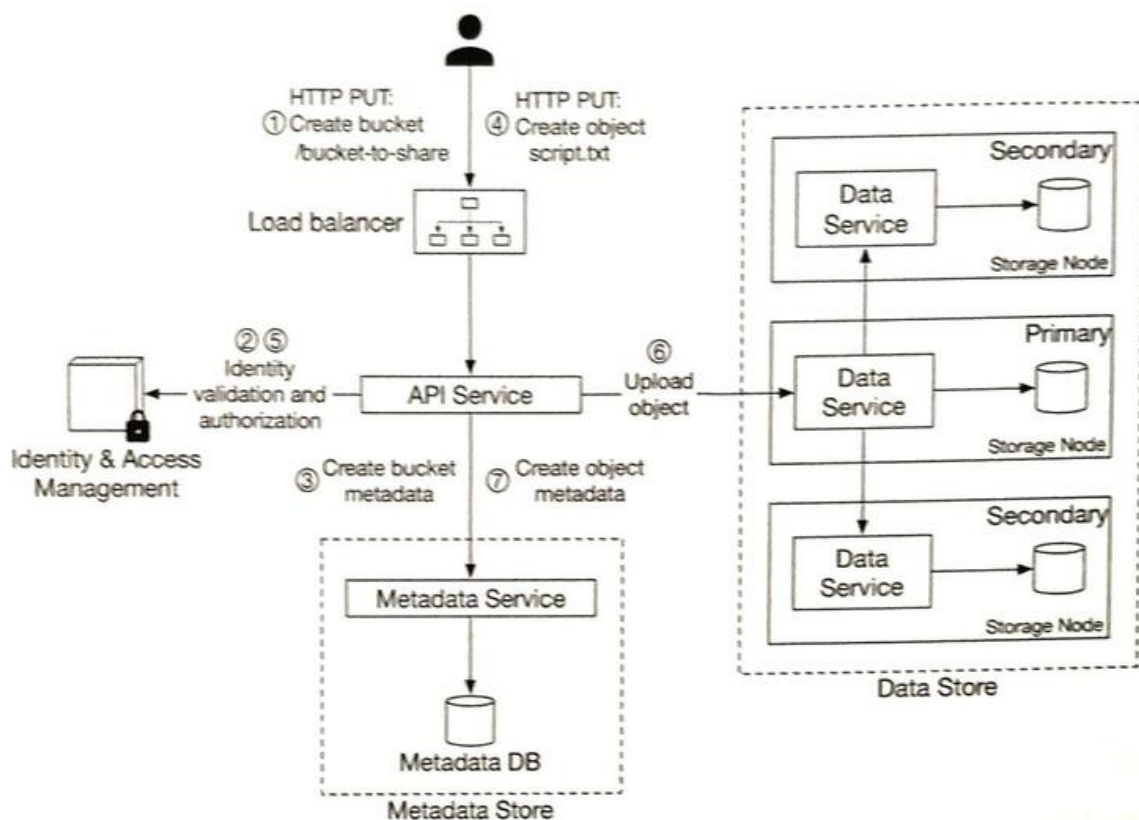 HTTP PUT:
① Create bucket
/bucket-to-share
HTTP PUT:
④ Create object
script.txt
Load balancer
② ⑤
Identity
validation and
authorization
Identity & Access
Management
API Service
⑥
Upload
object
③ Create bucket
metadata
⑦ Create object
metadata
Metadata Service
Metadata DB
Metadata Store
Secondary
Data
Service
Storage Node
Primary
Data
Service
Storage Node
Secondary
Data
Service
Storage Node
Data Store